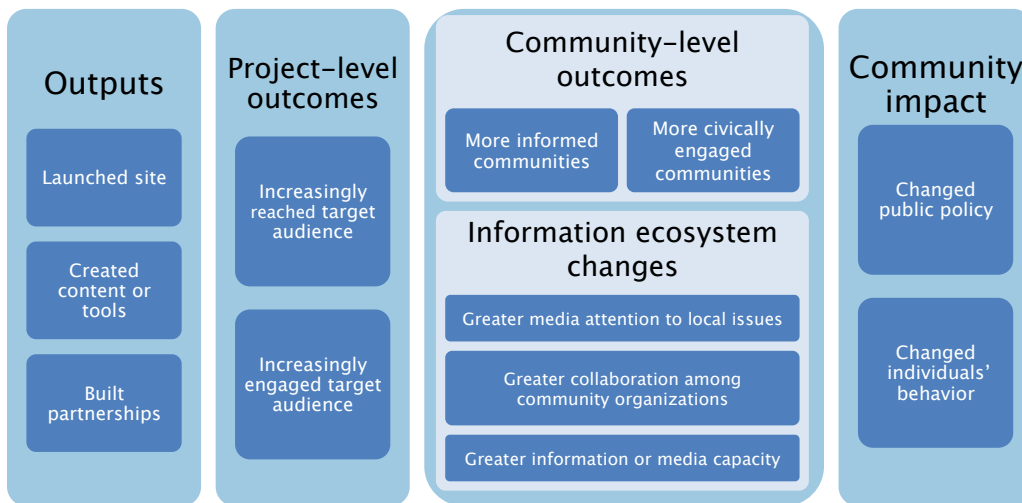 Outputs
Launched site
Created
content or
tools
Built
partnerships
Project-level
outcomes
Increasingly
reached target
audience
Increasingly
engaged target
audience
Community-level
outcomes
More informed
communities
More civically
engaged
communities
Information ecosystem
changes
Greater media attention to local issues
Greater collaboration among
community organizations
Greater information or media capacity
Community
impact
Changed
public policy
Changed
individuals’
behavior